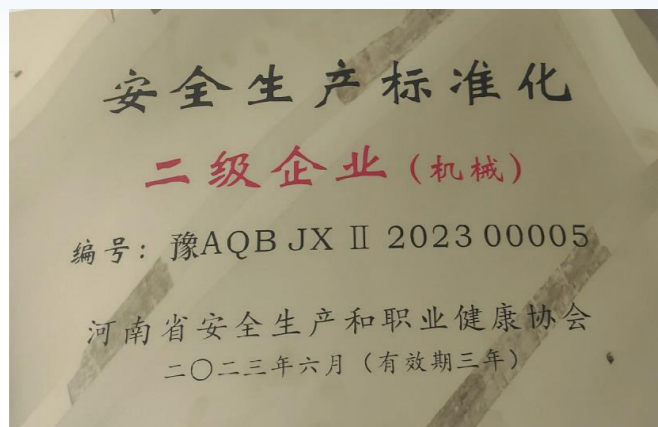 安全生产标准化
二级企业（机械）
编号：豫AQB JX Ⅱ 2023 00005
河南省安全生产和职业健康协会
二〇二三年六月（有效期三年）